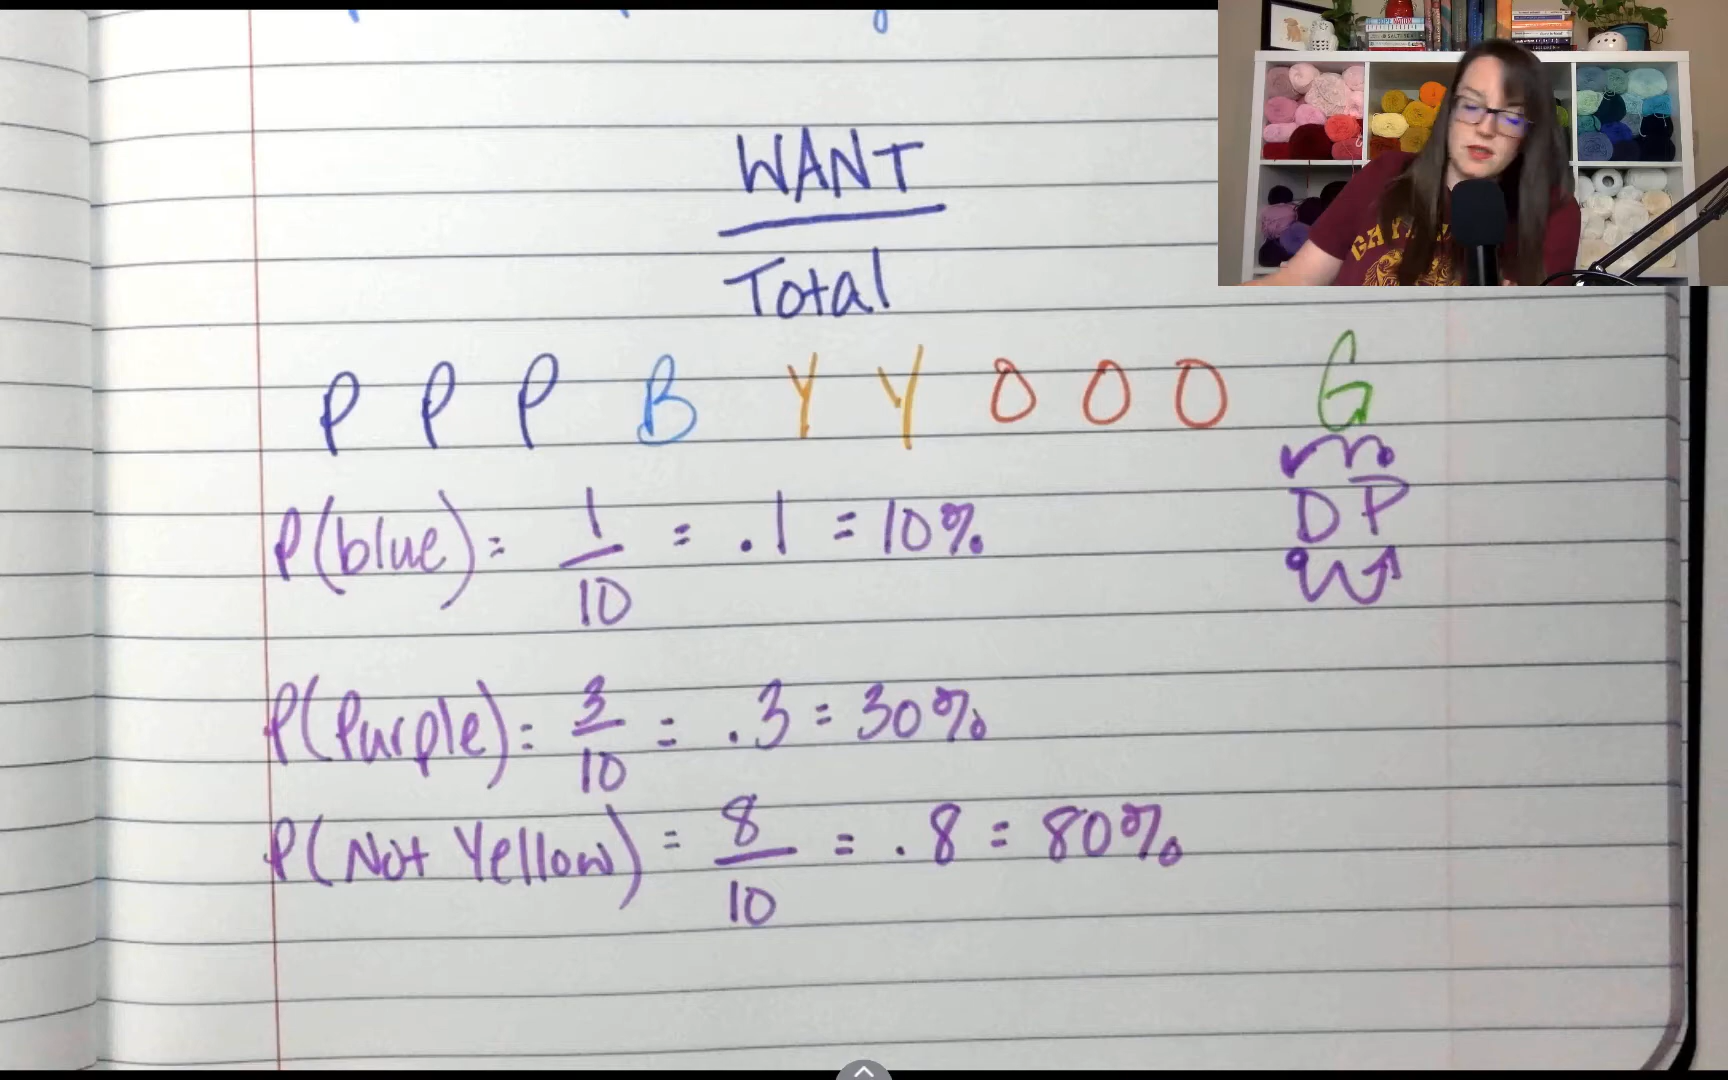 WANT
Total
P P P B Y Y O O O G
P(blue) = 1/10 = .1 = 10%
DP
P(Purple) = 3/10 = .3 = 30%
P(Not Yellow) = 8/10 = .8 = 80%